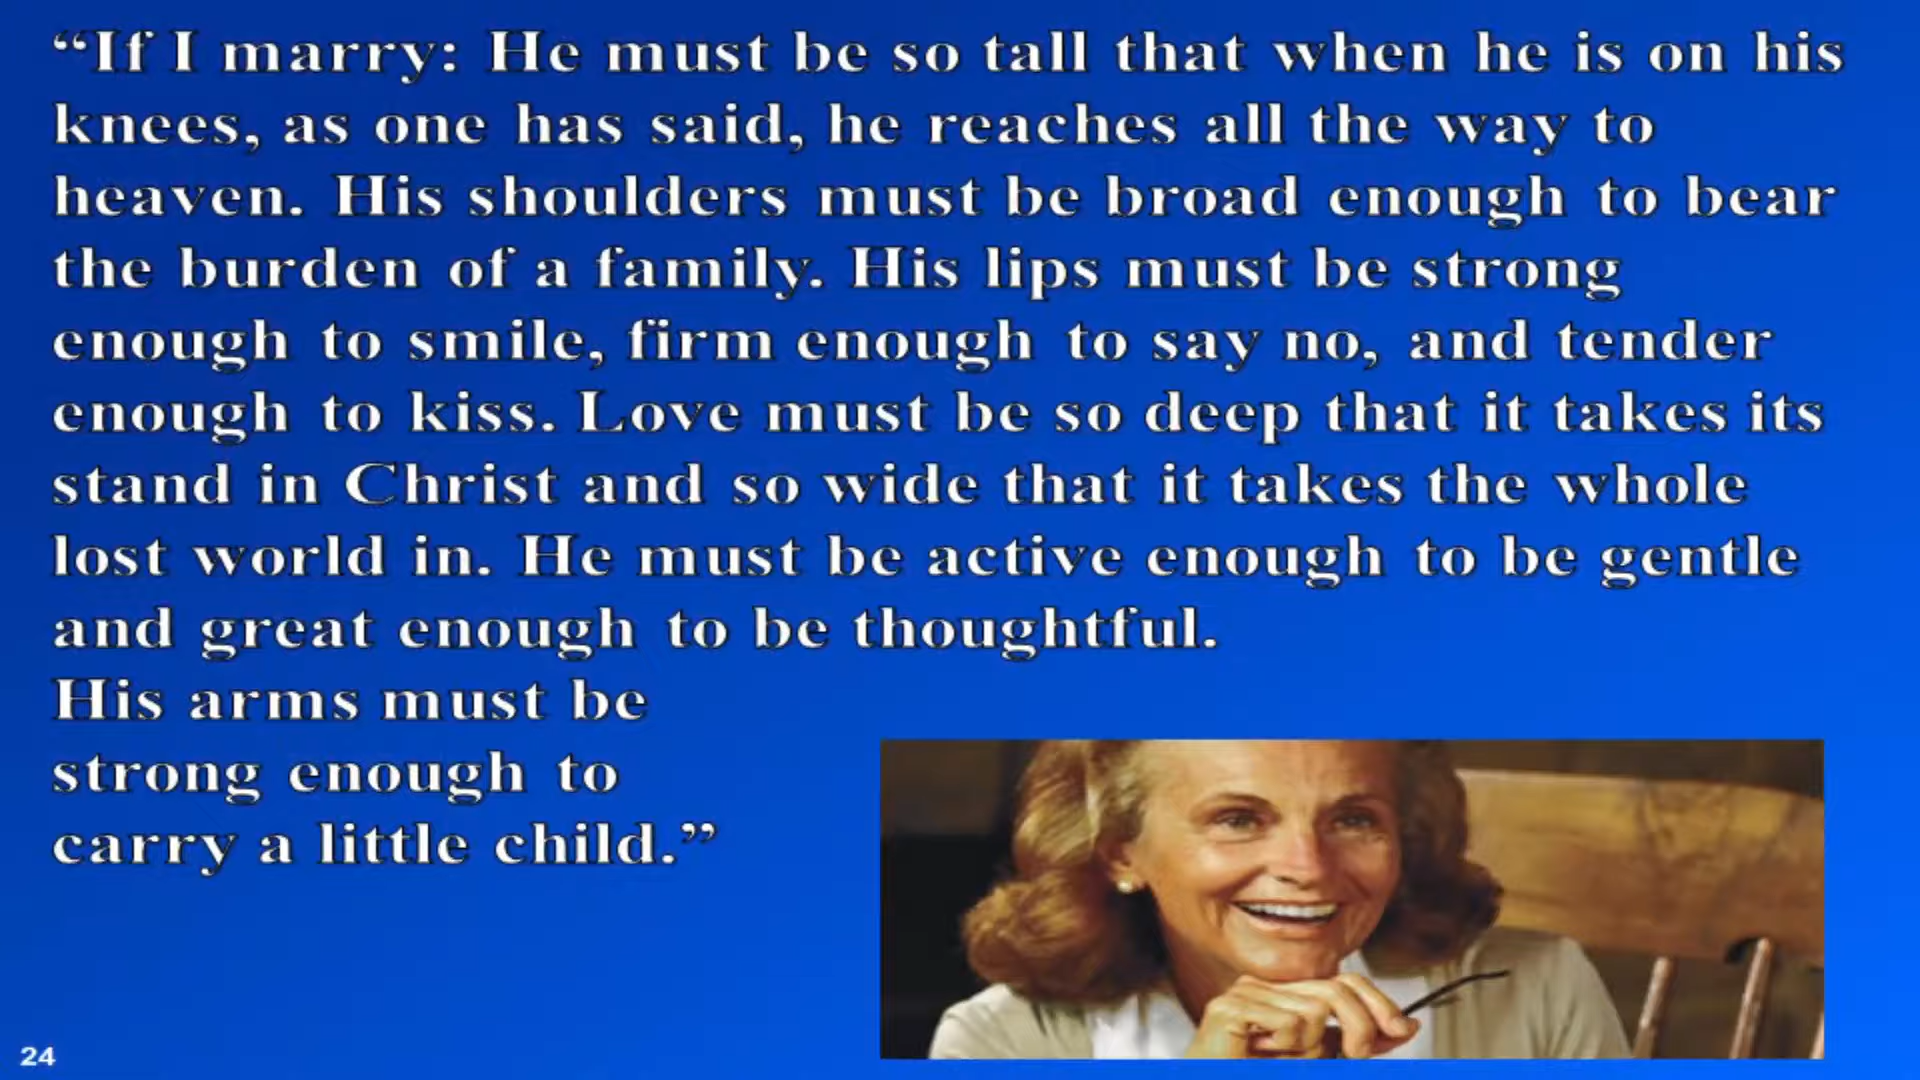 “If I marry: He must be so tall that when he is on his
knees, as one has said, he reaches all the way to
heaven. His shoulders must be broad enough to bear
the burden of a family. His lips must be strong
enough to smile, firm enough to say no, and tender
enough to kiss. Love must be so deep that it takes its
stand in Christ and so wide that it takes the whole
lost world in. He must be active enough to be gentle
and great enough to be thoughtful.
His arms must be
strong enough to
carry a little child.”
24